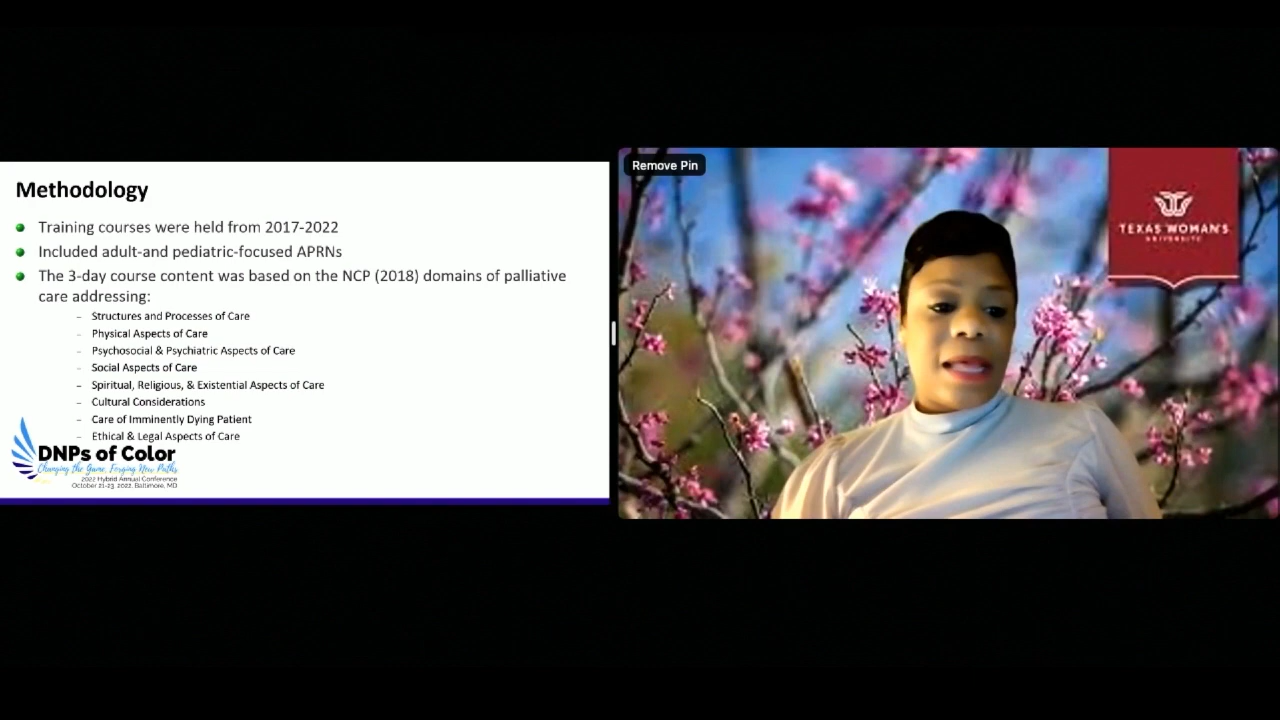 Methodology
Training courses were held from 2017-2022
Included adult-and pediatric-focused APRNs
The 3-day course content was based on the NCP (2018) domains of palliative
care addressing:
– Structures and Processes of Care
– Physical Aspects of Care
– Psychosocial & Psychiatric Aspects of Care
– Social Aspects of Care
– Spiritual, Religious, & Existential Aspects of Care
– Cultural Considerations
– Care of Imminently Dying Patient
– Ethical & Legal Aspects of Care
DNPs of Color
Changing the Game, Forging New Paths
2022 Hybrid Annual Conference
October 21-23, 2022, Baltimore, MD
Remove Pin
TEXAS WOMAN'S
UNIVERSITY